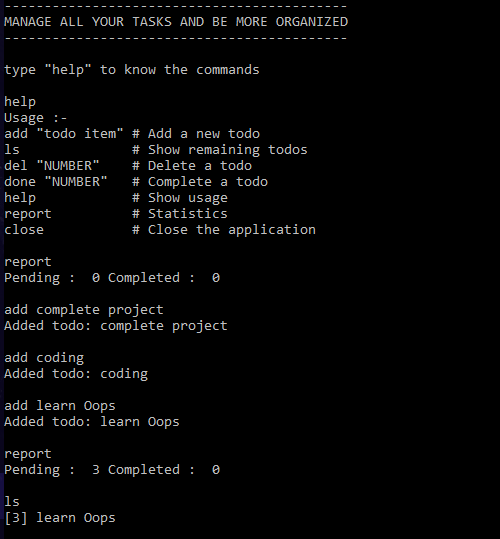 -------------------------------------------
MANAGE ALL YOUR TASKS AND BE MORE ORGANIZED
-------------------------------------------
type "help" to know the commands
help
Usage :-
add "todo item" # Add a new todo
ls              # Show remaining todos
del "NUMBER"    # Delete a todo
done "NUMBER"   # Complete a todo
help            # Show usage
report          # Statistics
close           # Close the application
report
Pending :  0 Completed :  0
add complete project
Added todo: complete project
add coding
Added todo: coding
add learn Oops
Added todo: learn Oops
report
Pending :  3 Completed :  0
ls
[3] learn Oops